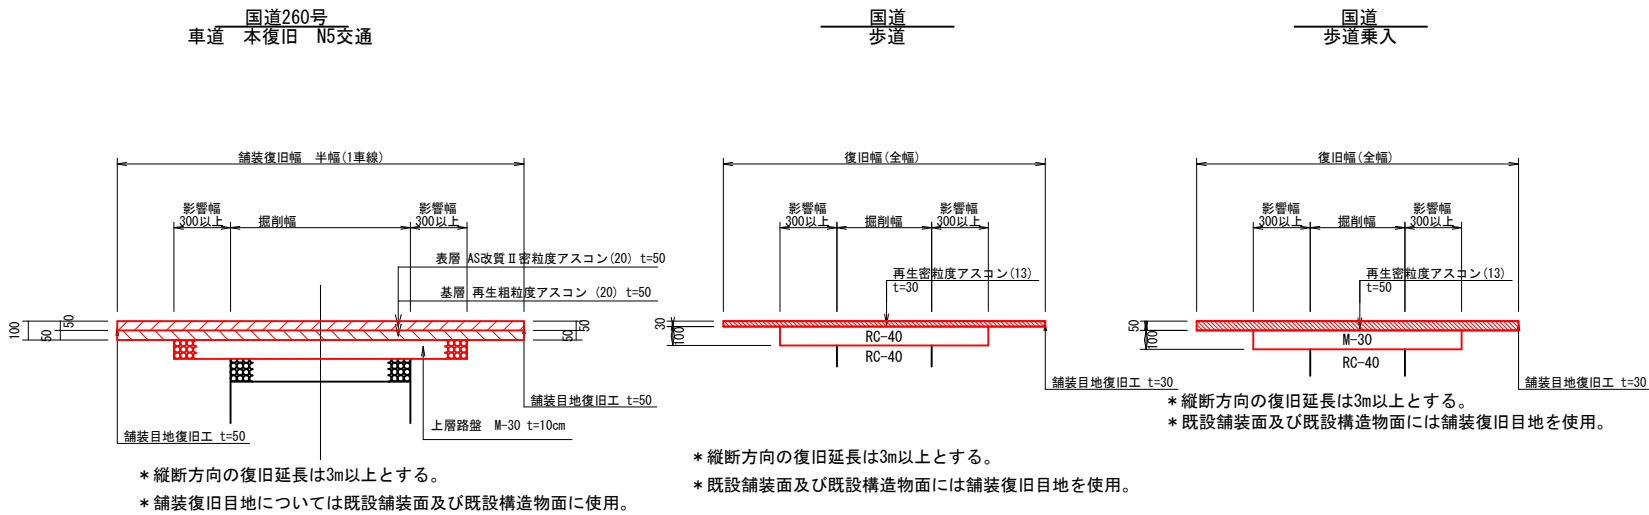 国道260号
車道　本復旧　N5交通
舗装復旧幅　半幅(1車線)
影響幅
300以上
掘削幅
影響幅
300以上
表層 AS改質Ⅱ密粒度アスコン(20) t=50
基層 再生粗粒度アスコン (20) t=50
100
50
50
50
50
舗装目地復旧工 t=50
上層路盤　M-30 t=10cm
舗装目地復旧工 t=50
＊縦断方向の復旧延長は3m以上とする。
＊舗装復旧目地については既設舗装面及び既設構造物面に使用。
国道
歩道
復旧幅(全幅)
影響幅
300以上
掘削幅
影響幅
300以上
再生密粒度アスコン(13)
t=30
30
100
RC-40
RC-40
舗装目地復旧工 t=30
＊縦断方向の復旧延長は3m以上とする。
＊既設舗装面及び既設構造物面には舗装復旧目地を使用。
国道
歩道乗入
復旧幅(全幅)
影響幅
300以上
掘削幅
影響幅
300以上
再生密粒度アスコン(13)
t=50
50
100
M-30
RC-40
舗装目地復旧工 t=30
＊縦断方向の復旧延長は3m以上とする。
＊既設舗装面及び既設構造物面には舗装復旧目地を使用。